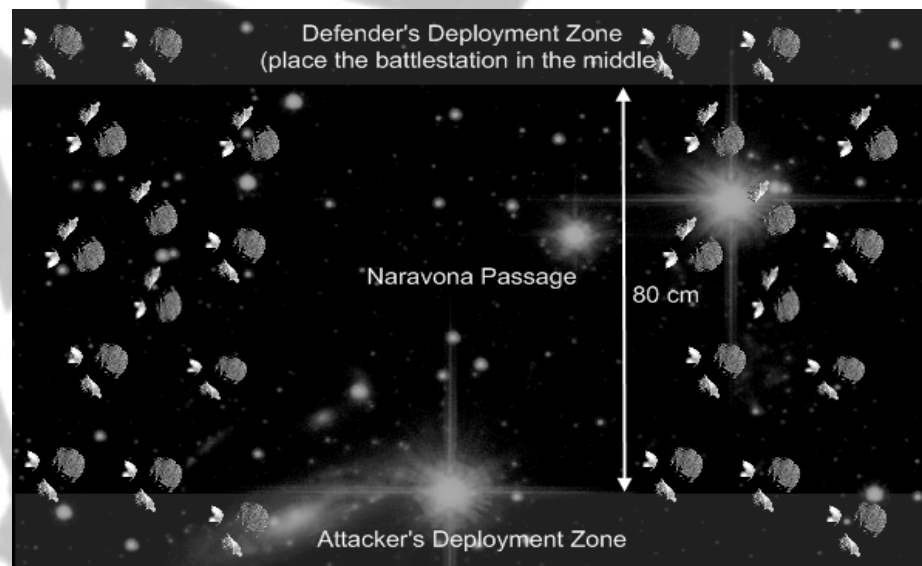 Defender's Deployment Zone
(place the battlestation in the middle)
Naravona Passage
80 cm
Attacker's Deployment Zone